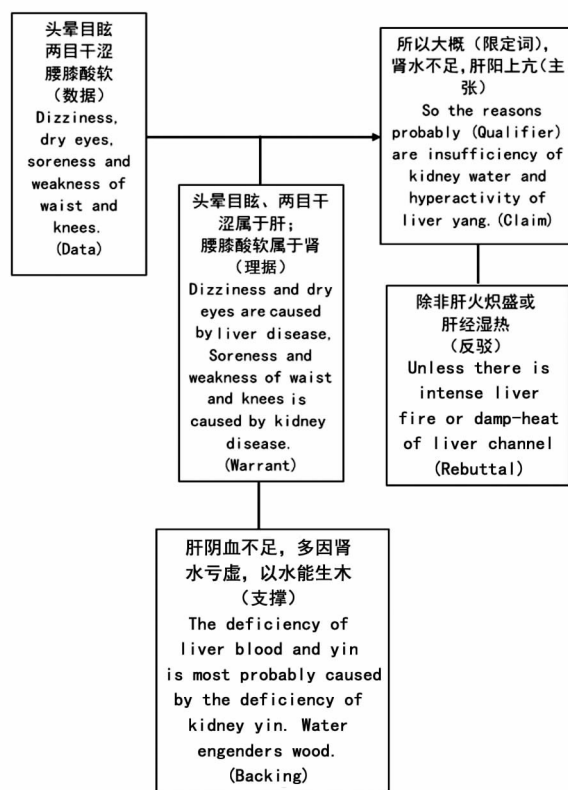 头晕目眩
两目干涩
腰膝酸软
(数据)
Dizziness,
dry eyes,
soreness and
weakness of
waist and
knees.
(Data)
所以大概（限定词），
肾水不足,肝阳上亢(主
张)
So the reasons
probably (Qualifier)
are insufficiency of
kidney water and
hyperactivity of
liver yang.(Claim)
头晕目眩、两目干
涩属于肝；
腰膝酸软属于肾
(理据)
Dizziness and dry
eyes are caused
by liver disease,
Soreness and
weakness of waist
and knees is
caused by kidney
disease.
(Warrant)
除非肝火炽盛或
肝经湿热
(反驳)
Unless there is
intense liver
fire or damp-heat
of liver channel
(Rebuttal)
肝阴血不足，多因肾
水亏虚，以水能生木
(支撑)
The deficiency of
liver blood and yin
is most probably caused
by the deficiency of
kidney yin. Water
engenders wood.
(Backing)